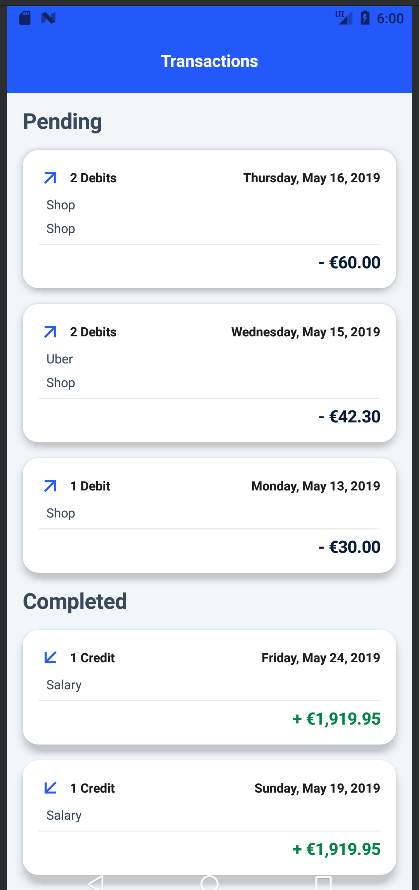 LTE 6:00
Transactions
Pending
2 Debits Thursday, May 16, 2019
Shop
Shop
- €60.00
2 Debits Wednesday, May 15, 2019
Uber
Shop
- €42.30
1 Debit Monday, May 13, 2019
Shop
- €30.00
Completed
1 Credit Friday, May 24, 2019
Salary
+ €1,919.95
1 Credit Sunday, May 19, 2019
Salary
+ €1,919.95